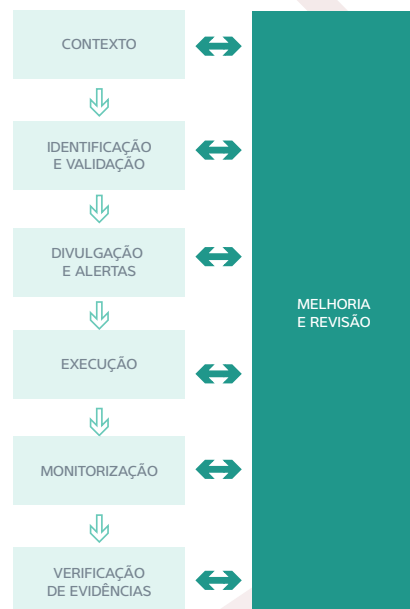 CONTEXTO
IDENTIFICAÇÃO
E VALIDAÇÃO
DIVULGAÇÃO
E ALERTAS
MELHORIA
E REVISÃO
EXECUÇÃO
MONITORIZAÇÃO
VERIFICAÇÃO
DE EVIDÊNCIAS